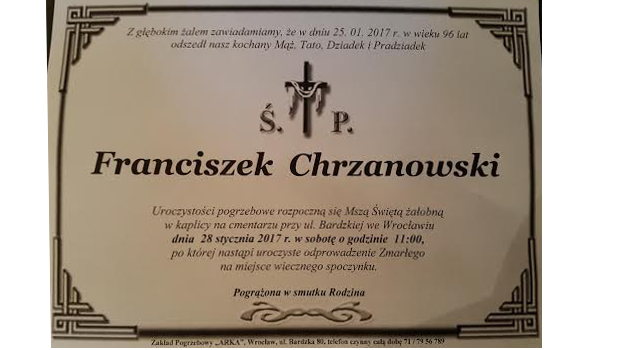 Z głębokim żalem zawiadamiamy, że w dniu 25. 01. 2017 r. w wieku 96 lat
odszedł nasz kochany Mąż, Tato, Dziadek i Pradziadek
Ś. P.
Franciszek Chrzanowski
Uroczystości pogrzebowe rozpoczną się Mszą Świętą żałobną
w kaplicy na cmentarzu przy ul. Bardzkiej we Wrocławiu
dnia 28 stycznia 2017 r. w sobotę o godzinie 11:00,
po której nastąpi uroczyste odprowadzenie Zmarłego
na miejsce wiecznego spoczynku.
Pogrążona w smutku Rodzina
Zakład Pogrzebowy „ARKA”, Wrocław, ul. Bardzka 80, telefon czynny całą dobę 71 / 79 56 789